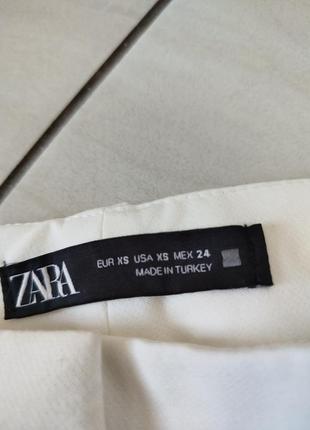 ZARA
EUR XS USA XS MEX 24
MADE IN TURKEY